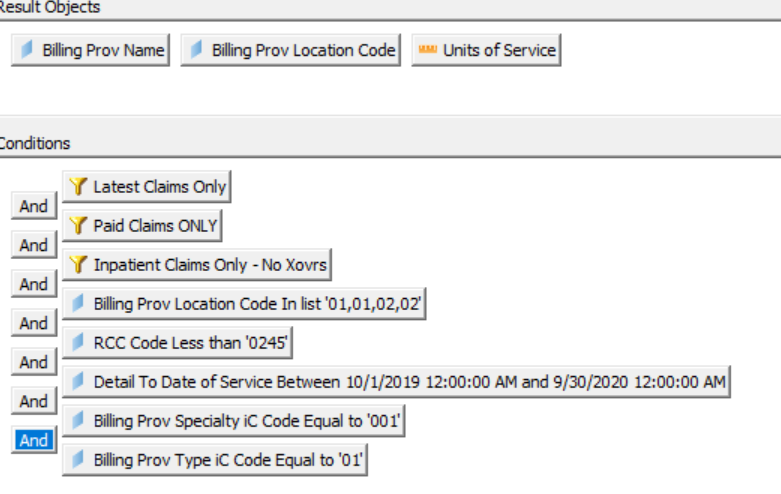 Result Objects
Billing Prov Name Billing Prov Location Code Units of Service
Conditions
Latest Claims Only
And
Paid Claims ONLY
And
Inpatient Claims Only - No Xovrs
And
Billing Prov Location Code In list '01,01,02,02'
And
RCC Code Less than '0245'
And
Detail To Date of Service Between 10/1/2019 12:00:00 AM and 9/30/2020 12:00:00 AM
And
Billing Prov Specialty iC Code Equal to '001'
And
Billing Prov Type iC Code Equal to '01'